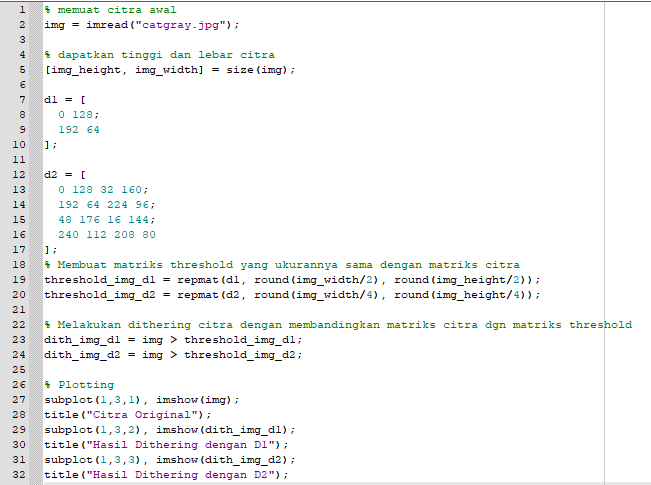 1 % memuat citra awal
2 img = imread("catgray.jpg");
3
4 % dapatkan tinggi dan lebar citra
5 [img_height, img_width] = size(img);
6
7 d1 = [
8   0 128;
9   192 64
10 ];
11
12 d2 = [
13   0 128 32 160;
14   192 64 224 96;
15   48 176 16 144;
16   240 112 208 80
17 ];
18 % Membuat matriks threshold yang ukurannya sama dengan matriks citra
19 threshold_img_d1 = repmat(d1, round(img_width/2), round(img_height/2));
20 threshold_img_d2 = repmat(d2, round(img_width/4), round(img_height/4));
21
22 % Melakukan dithering citra dengan membandingkan matriks citra dgn matriks threshold
23 dith_img_d1 = img > threshold_img_d1;
24 dith_img_d2 = img > threshold_img_d2;
25
26 % Plotting
27 subplot(1,3,1), imshow(img);
28 title("Citra Original");
29 subplot(1,3,2), imshow(dith_img_d1);
30 title("Hasil Dithering dengan D1");
31 subplot(1,3,3), imshow(dith_img_d2);
32 title("Hasil Dithering dengan D2");